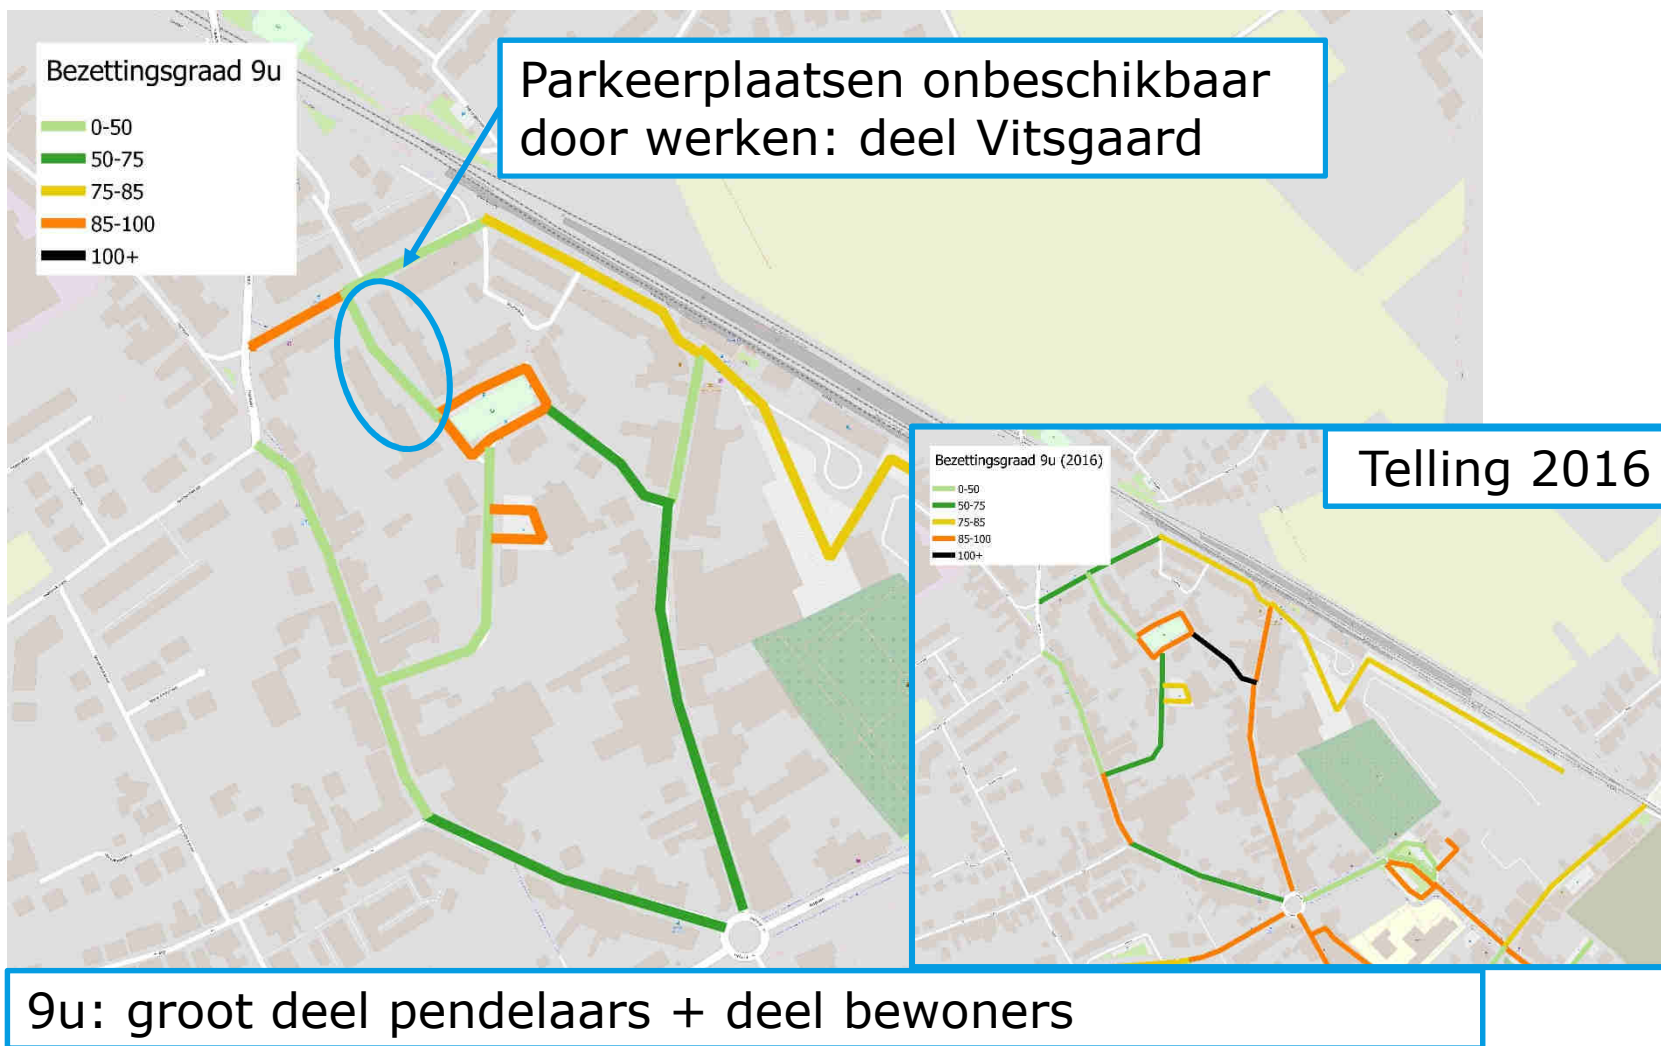 Bezettingsgraad 9u
0-50
50-75
75-85
85-100
100+
Parkeerplaatsen onbeschikbaar
door werken: deel Vitsgaard
Telling 2016
Bezettingsgraad 9u (2016)
0-50
50-75
75-85
85-100
100+
9u: groot deel pendelaars + deel bewoners